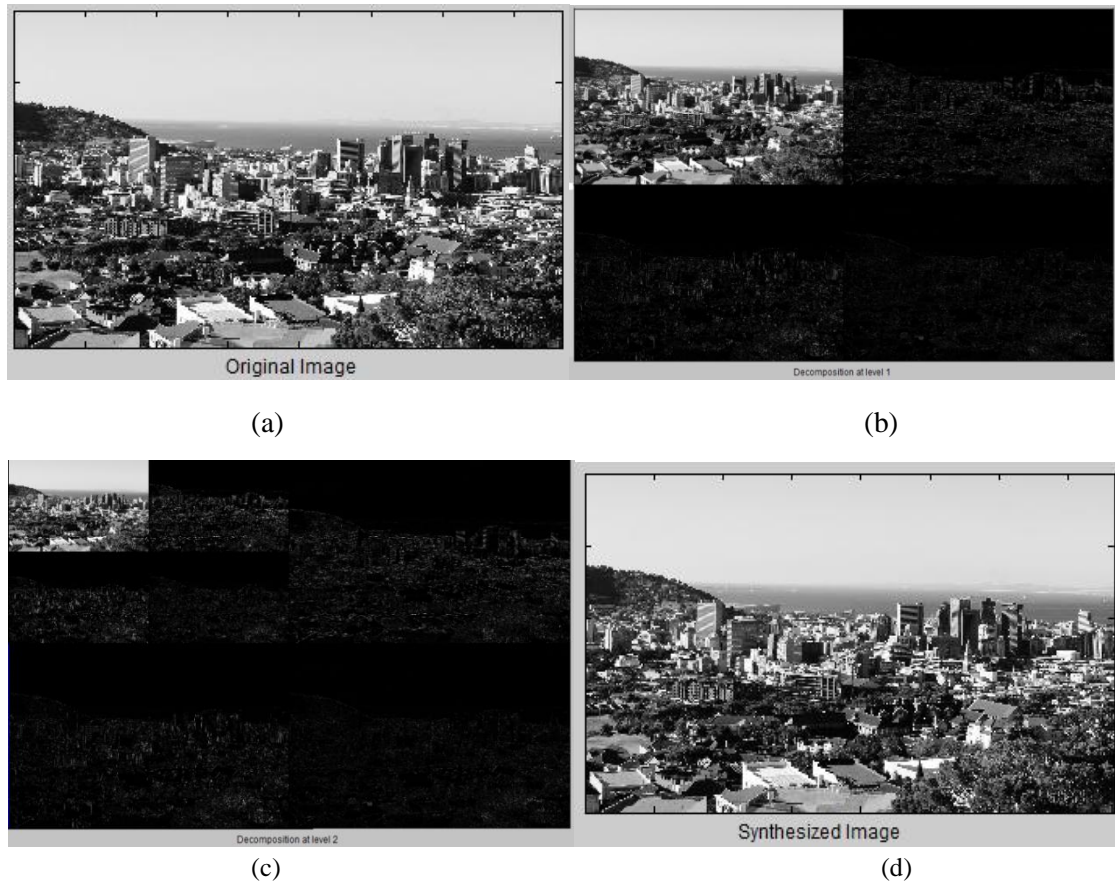 Original Image
Decomposition at level 1
(a)
(b)
Decomposition at level 2
Synthesized Image
(c)
(d)